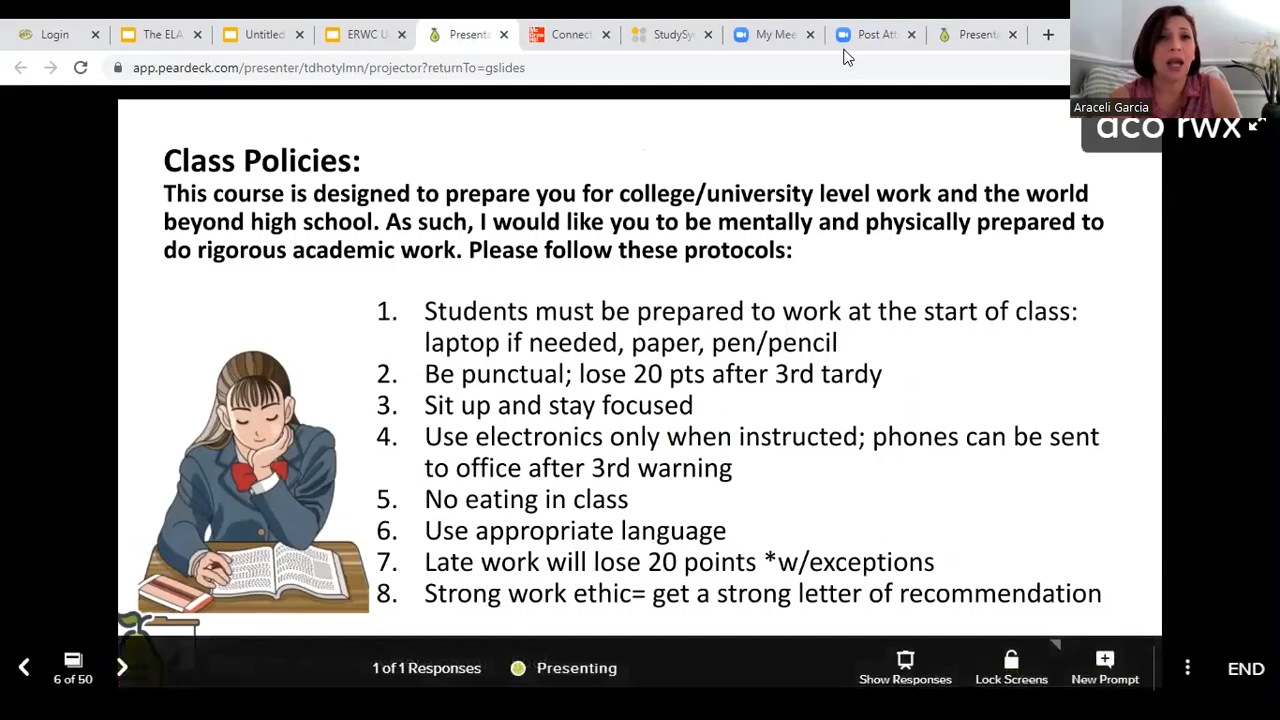 Login
The ELA
Untitled
ERWC U
Presenta
Mc Graw Hill Connect
StudySy
My Mee
Post Att
Presenta
app.peardeck.com/presenter/tdhotylmn/projector?returnTo=gslides
Araceli Garcia
aco rwx
Class Policies:
This course is designed to prepare you for college/university level work and the world
beyond high school. As such, I would like you to be mentally and physically prepared to
do rigorous academic work. Please follow these protocols:
1. Students must be prepared to work at the start of class:
laptop if needed, paper, pen/pencil
2. Be punctual; lose 20 pts after 3rd tardy
3. Sit up and stay focused
4. Use electronics only when instructed; phones can be sent
to office after 3rd warning
5. No eating in class
6. Use appropriate language
7. Late work will lose 20 points *w/exceptions
8. Strong work ethic= get a strong letter of recommendation
6 of 50
1 of 1 Responses
Presenting
Show Responses
Lock Screens
New Prompt
END